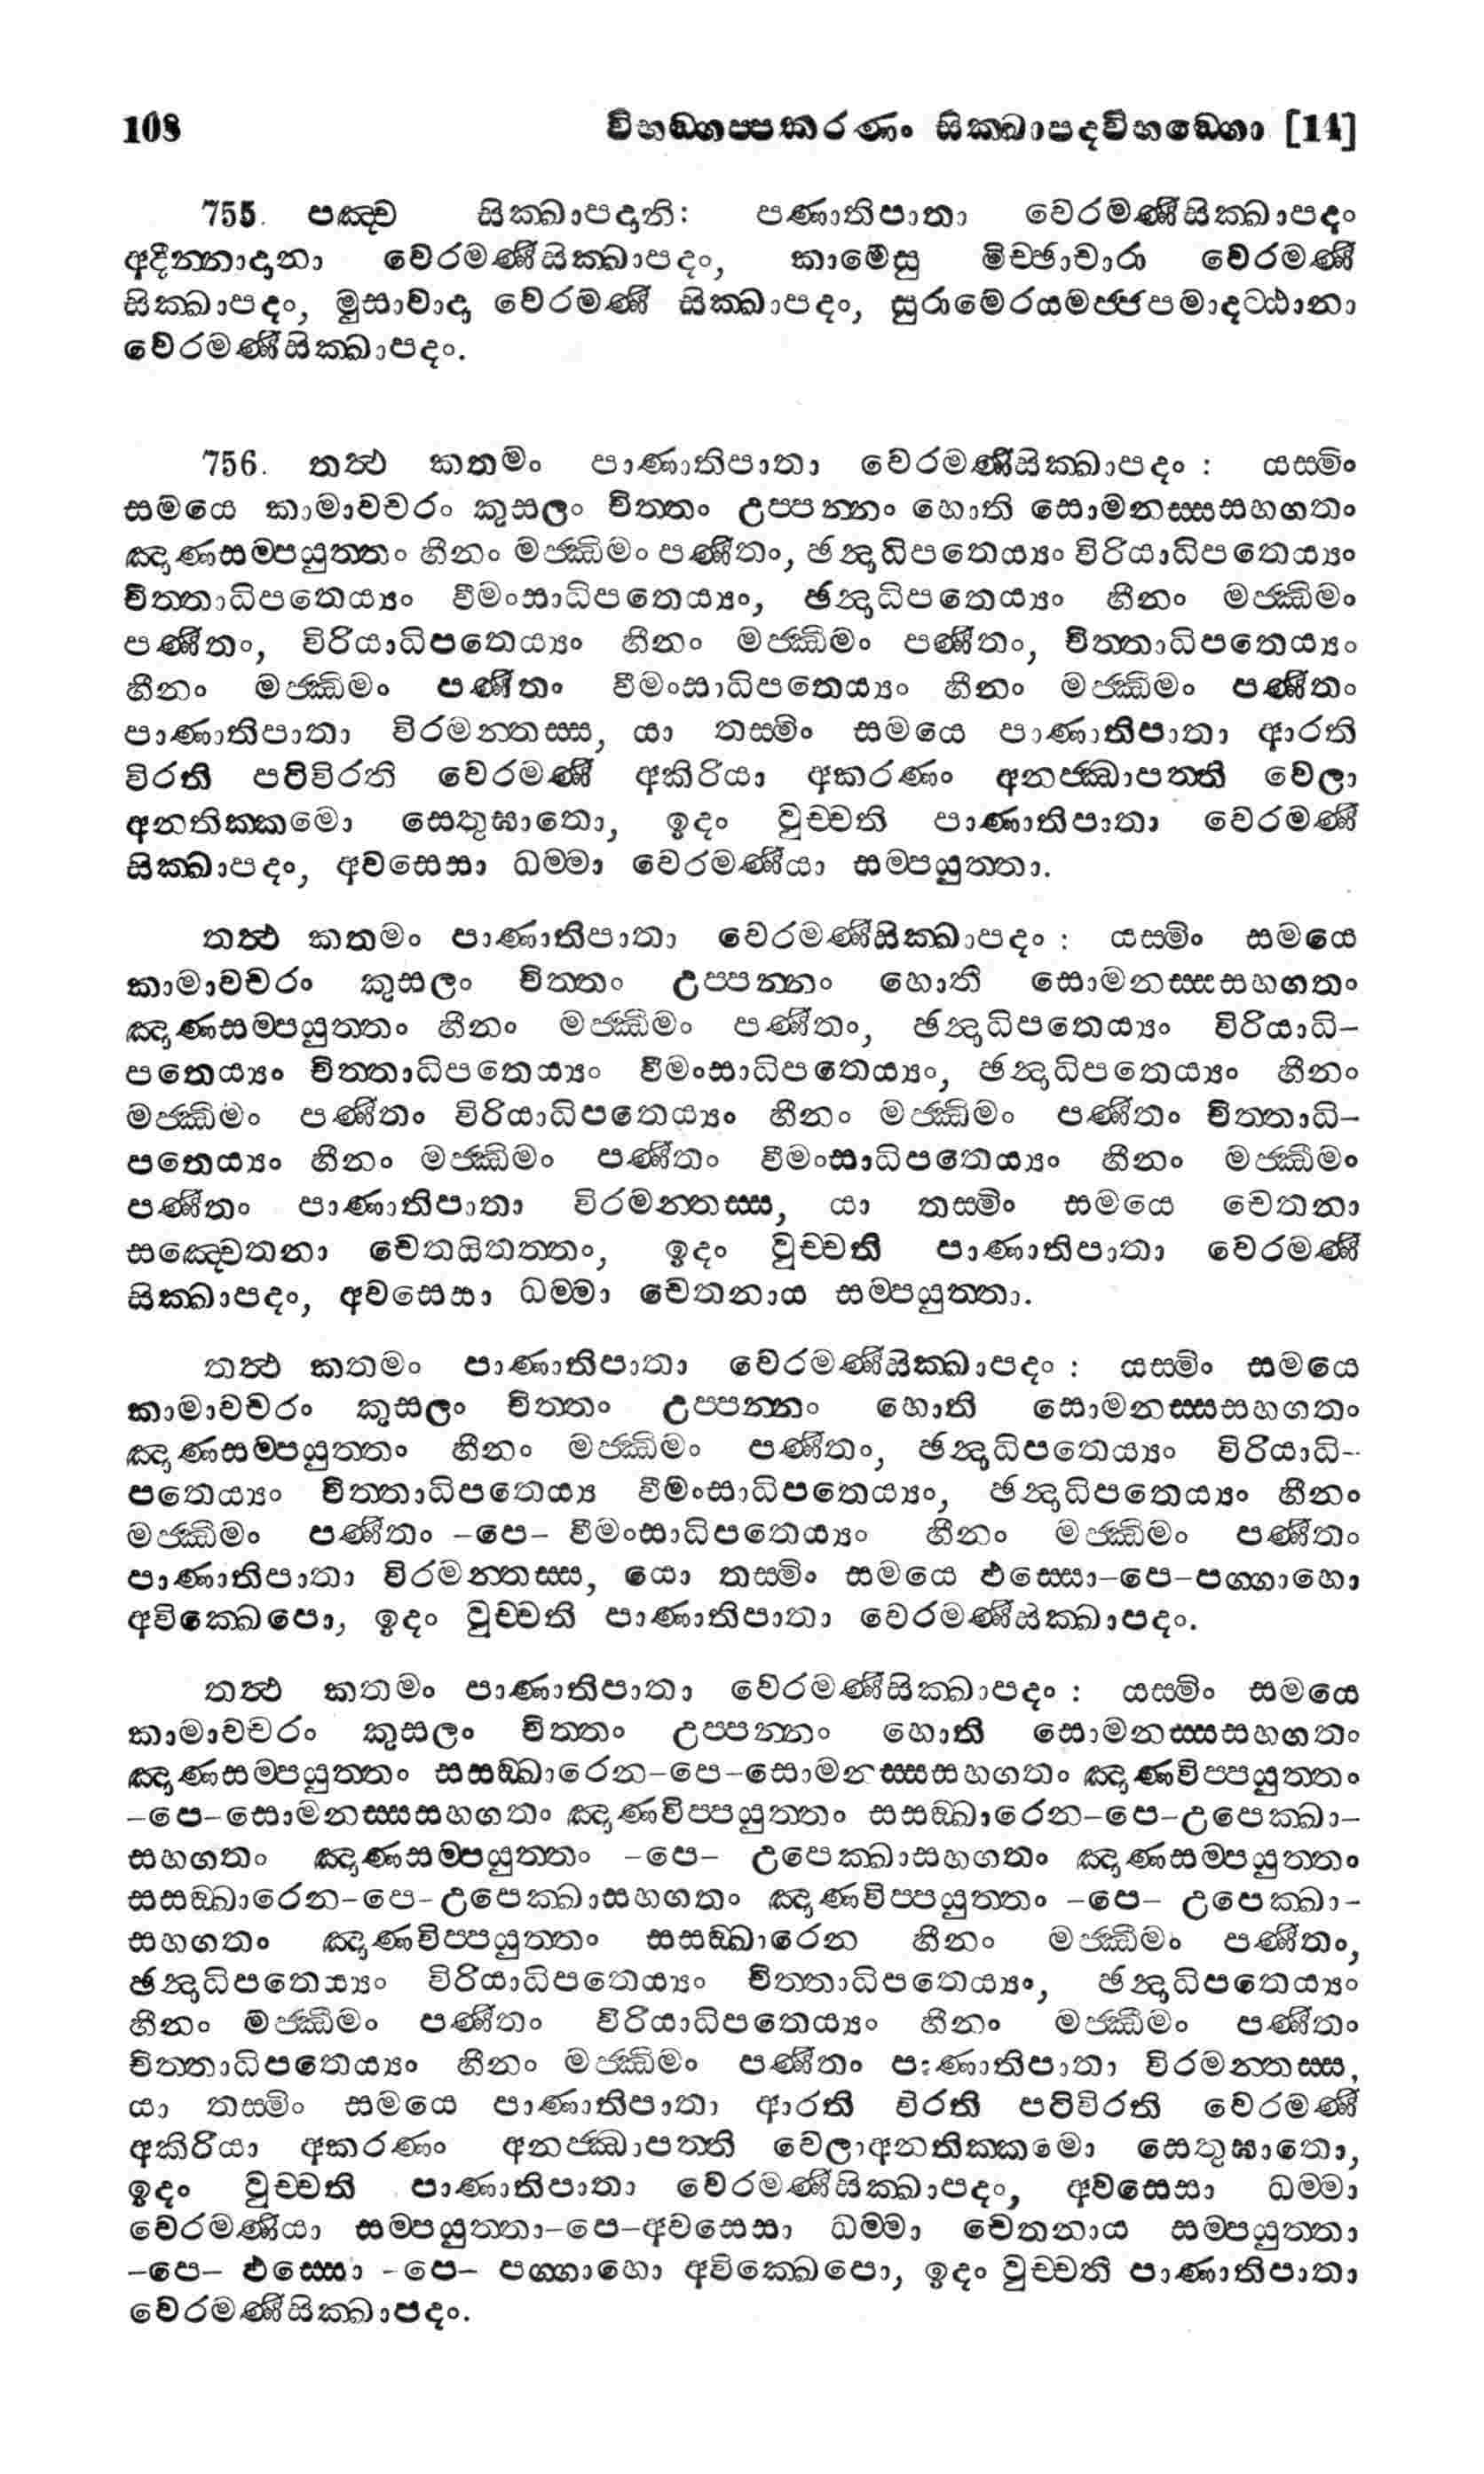 108 විභඞ්ගප්පකරණං සික්ඛාපදවිභඞ්ගො [14]
755. පඤ්ච සික්ඛාපදානි: පණාතිපාතා වෙරමණීසික්ඛාපදං
අදින්නාදානා වෙරමණීසික්ඛාපදං, කාමෙසු මිච්ඡාචාරා වෙරමණී
සික්ඛාපදං, මුසාවාදා වෙරමණී සික්ඛාපදං, සුරාමෙරයමජ්ජපමාදට්ඨානා
වෙරමණීසික්ඛාපදං.
756. තත්ථ කතමං පාණාතිපාතා වෙරමණීසික්ඛාපදං : යස්මිං
සමයෙ කාමාවචරං කුසලං චිත්තං උප්පන්නං හොති සොමනස්සසහගතං
ඤාණසම්පයුත්තං හීනං මජ්ඣිමං පණීතං, ඡන්දාධිපතෙය්‍යං විරියාධිපතෙය්‍යං
චිත්තාධිපතෙය්‍යං වීමංසාධිපතෙය්‍යං, ඡන්දාධිපතෙය්‍යං හීනං මජ්ඣිමං
පණීතං, විරියාධිපතෙය්‍යං හීනං මජ්ඣිමං පණීතං, චිත්තාධිපතෙය්‍යං
හීනං මජ්ඣිමං පණීතං වීමංසාධිපතෙය්‍යං හීනං මජ්ඣිමං පණීතං
පාණාතිපාතා විරමන්තස්ස, යා තස්මිං සමයෙ පාණාතිපාතා ආරති
විරති පටිවිරති වෙරමණී අකිරියා අකරණං අනජ්ඣාපත්ති වෙලා
අනතික්කමො සෙතුඝාතො, ඉදං වුච්චති පාණාතිපාතා වෙරමණී
සික්ඛාපදං, අවසෙසා ධම්මා වෙරමණියා සම්පයුත්තා.
තත්ථ කතමං පාණාතිපාතා වෙරමණීසික්ඛාපදං : යස්මිං සමයෙ
කාමාවචරං කුසලං චිත්තං උප්පන්නං හොති සොමනස්සසහගතං
ඤාණසම්පයුත්තං හීනං මජ්ඣිමං පණීතං, ඡන්දාධිපතෙය්‍යං විරියාධි-
පතෙය්‍යං චිත්තාධිපතෙය්‍යං වීමංසාධිපතෙය්‍යං, ඡන්දාධිපතෙය්‍යං හීනං
මජ්ඣිමං පණීතං විරියාධිපතෙය්‍යං හීනං මජ්ඣිමං පණීතං චිත්තාධි-
පතෙය්‍යං හීනං මජ්ඣිමං පණීතං වීමංසාධිපතෙය්‍යං හීනං මජ්ඣිමං
පණීතං පාණාතිපාතා විරමන්තස්ස, යා තස්මිං සමයෙ චෙතනා
සඤ්චෙතනා චෙතයිතත්තං, ඉදං වුච්චති පාණාතිපාතා වෙරමණී
සික්ඛාපදං, අවසෙසා ධම්මා චෙතනාය සම්පයුත්තා.
තත්ථ කතමං පාණාතිපාතා වෙරමණීසික්ඛාපදං : යස්මිං සමයෙ
කාමාවචරං කුසලං චිත්තං උප්පන්නං හොති සොමනස්සසහගතං
ඤාණසම්පයුත්තං හීනං මජ්ඣිමං පණීතං, ඡන්දාධිපතෙය්‍යං විරියාධි-
පතෙය්‍යං චිත්තාධිපතෙය්‍ය වීමංසාධිපතෙය්‍යං, ඡන්දාධිපතෙය්‍යං හීනං
මජ්ඣිමං පණීතං -පෙ- වීමංසාධිපතෙය්‍යං හීනං මජ්ඣිමං පණීතං
පාණාතිපාතා විරමන්තස්ස, යො තස්මිං සමයෙ ඵස්සො-පෙ-පග්ගාහො
අවික්ඛෙපො, ඉදං වුච්චති පාණාතිපාතා වෙරමණීසික්ඛාපදං.
තත්ථ කතමං පාණාතිපාතා වෙරමණීසික්ඛාපදං : යස්මිං සමයෙ
කාමාවචරං කුසලං චිත්තං උප්පන්නං හොති සොමනස්සසහගතං
ඤාණසම්පයුත්තං සසඞ්ඛාරෙන-පෙ-සොමනස්සසහගතං ඤාණවිප්පයුත්තං
-පෙ-සොමනස්සසහගතං ඤාණවිප්පයුත්තං සසඞ්ඛාරෙන-පෙ-උපෙක්ඛා-
සහගතං ඤාණසම්පයුත්තං -පෙ- උපෙක්ඛාසහගතං ඤාණසම්පයුත්තං
සසඞ්ඛාරෙන-පෙ-උපෙක්ඛාසහගතං ඤාණවිප්පයුත්තං -පෙ- උපෙක්ඛා-
සහගතං ඤාණවිප්පයුත්තං සසඞ්ඛාරෙන හීනං මජ්ඣිමං පණීතං,
ඡන්දාධිපතෙය්‍යං විරියාධිපතෙය්‍යං චිත්තාධිපතෙය්‍යං, ඡන්දාධිපතෙය්‍යං
හීනං මජ්ඣිමං පණීතං විරියාධිපතෙය්‍යං හීනං මජ්ඣිමං පණීතං
චිත්තාධිපතෙය්‍යං හීනං මජ්ඣිමං පණීතං පාණාතිපාතා විරමන්තස්ස,
යා තස්මිං සමයෙ පාණාතිපාතා ආරති විරති පටිවිරති වෙරමණී
අකිරියා අකරණං අනජ්ඣාපත්ති වෙලාඅනතික්කමො සෙතුඝාතො,
ඉදං වුච්චති පාණාතිපාතා වෙරමණීසික්ඛාපදං, අවසෙසා ධම්මා
වෙරමණියා සම්පයුත්තා-පෙ-අවසෙසා ධම්මා චෙතනාය සම්පයුත්තා
-පෙ- ඵස්සො -පෙ- පග්ගාහො අවික්ඛෙපො, ඉදං වුච්චති පාණාතිපාතා
වෙරමණීසික්ඛාපදං.